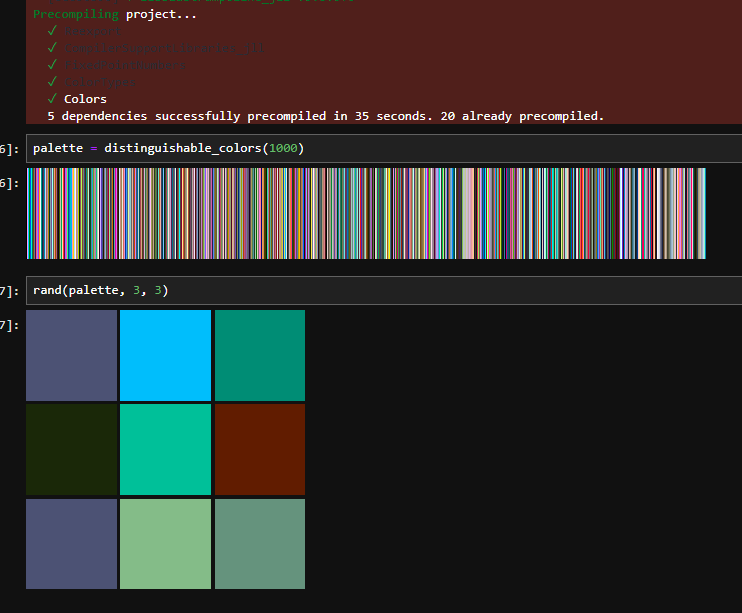 Precompiling project...
✓
✓
✓
✓
✓ Colors
5 dependencies successfully precompiled in 35 seconds. 20 already precompiled.
6]: palette = distinguishable_colors(1000)
6]:
7]: rand(palette, 3, 3)
7]: